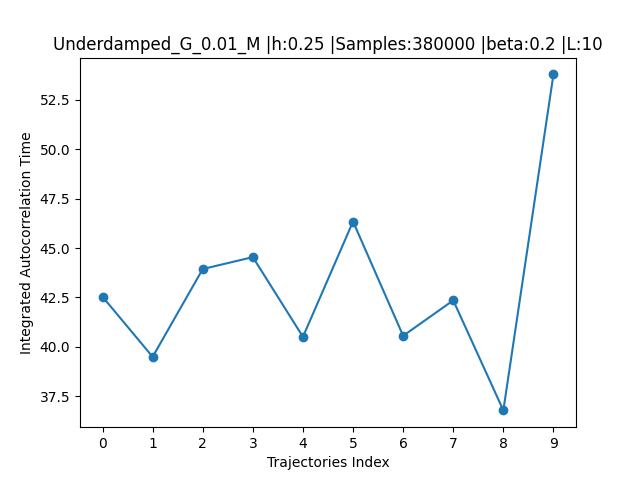 Underdamped_G_0.01_M |h:0.25 |Samples:380000 |beta:0.2 |L:10
Integrated Autocorrelation Time
52.5
50.0
47.5
45.0
42.5
40.0
37.5
0 1 2 3 4 5 6 7 8 9
Trajectories Index